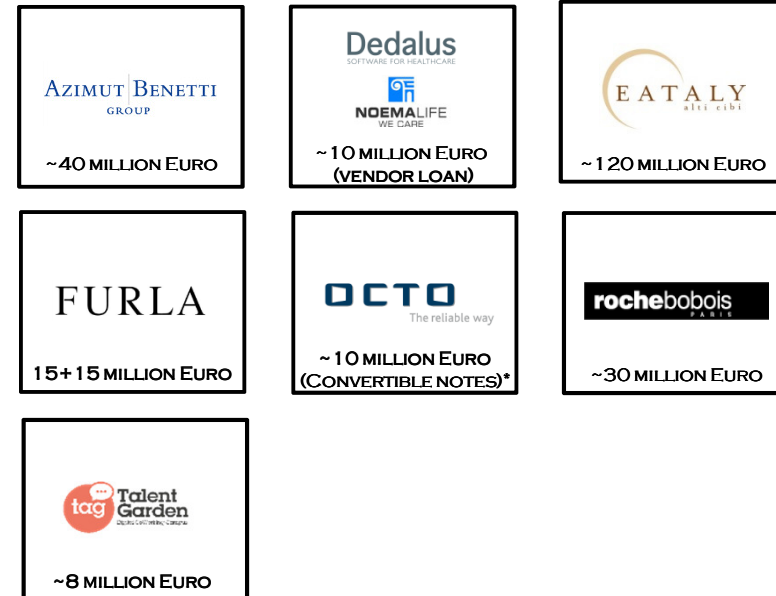 AZIMUT BENETTI
GROUP
~40 MILLION EURO
Dedalus
SOFTWARE FOR HEALTHCARE
NOEMALIFE
WE CARE
~10 MILLION EURO
(VENDOR LOAN)
EATALY
alti cibi
~120 MILLION EURO
FURLA
15+15 MILLION EURO
OCTO
The reliable way
~10 MILLION EURO
(CONVERTIBLE NOTES)*
rochebobois
PARIS
~30 MILLION EURO
tag
Talent
Garden
~8 MILLION EURO